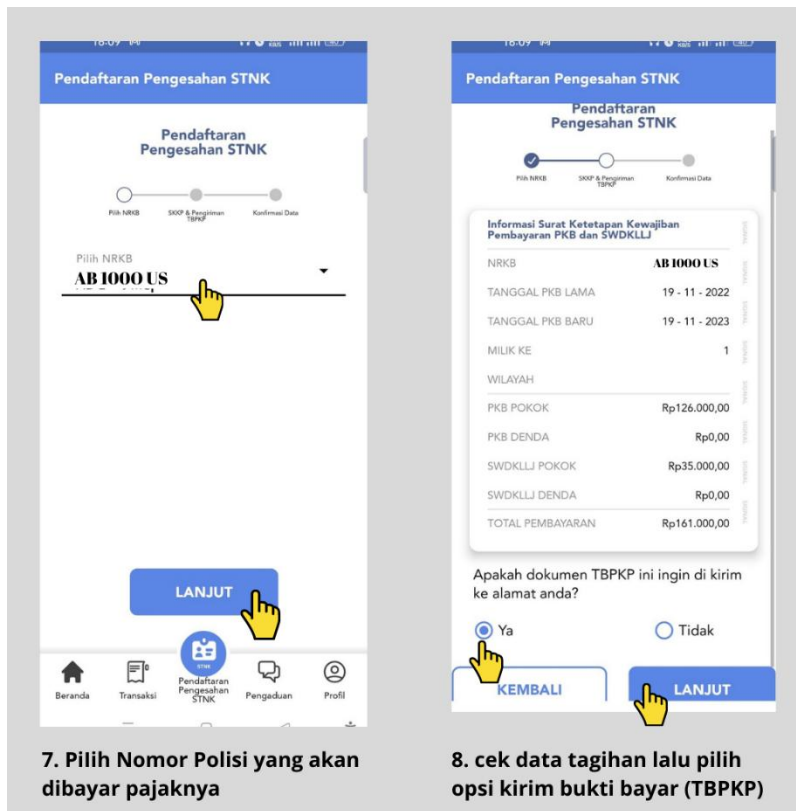 16:09
Pendaftaran Pengesahan STNK
Pendaftaran
Pengesahan STNK
Pilih NRKB
SKKP & Pengiriman
TBPKP
Konfirmasi Data
Pilih NRKB
AB 1000 US
LANJUT
STNK
Beranda
Transaksi
Pendaftaran
Pengesahan
STNK
Pengaduan
Profil
7. Pilih Nomor Polisi yang akan
dibayar pajaknya
16:09
Pendaftaran Pengesahan STNK
Pendaftaran
Pengesahan STNK
Pilih NRKB
SKKP & Pengiriman
TBPKP
Konfirmasi Data
Informasi Surat Ketetapan Kewajiban
Pembayaran PKB dan SWDKLLJ
NRKB AB 1000 US
TANGGAL PKB LAMA 19 - 11 - 2022
TANGGAL PKB BARU 19 - 11 - 2023
MILIK KE 1
WILAYAH
PKB POKOK Rp126.000,00
PKB DENDA Rp0,00
SWDKLLJ POKOK Rp35.000,00
SWDKLLJ DENDA Rp0,00
TOTAL PEMBAYARAN Rp161.000,00
Apakah dokumen TBPKP ini ingin di kirim
ke alamat anda?
Ya
Tidak
KEMBALI
LANJUT
8. cek data tagihan lalu pilih
opsi kirim bukti bayar (TBPKP)